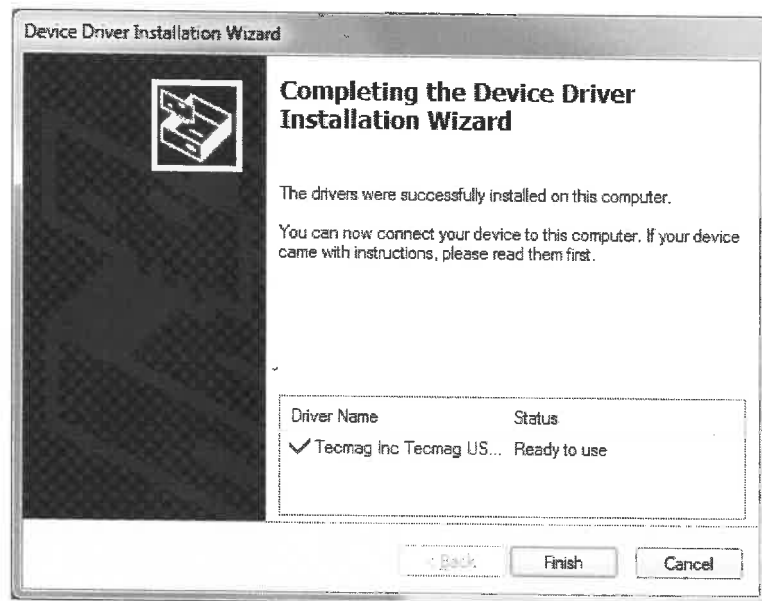 Device Driver Installation Wizard
Completing the Device Driver
Installation Wizard
The drivers were successfully installed on this computer.
You can now connect your device to this computer. If your device
came with instructions, please read them first.
Driver Name Status
Tecmag Inc Tecmag US... Ready to use
< Back Finish Cancel